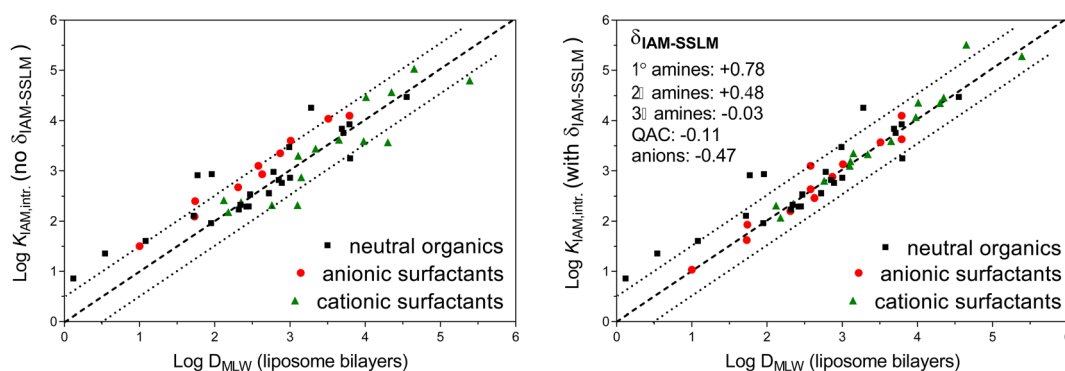 Log K_IAM,intr. (no δ_IAM-SSLM)
6
5
4
3
2
1
0
0 1 2 3 4 5 6
Log D_MLW (liposome bilayers)
neutral organics
anionic surfactants
cationic surfactants
Log K_IAM,intr. (with δ_IAM-SSLM)
6
5
4
3
2
1
0
0 1 2 3 4 5 6
Log D_MLW (liposome bilayers)
δ_IAM-SSLM
1° amines: +0.78
2▯ amines: +0.48
3▯ amines: -0.03
QAC: -0.11
anions: -0.47
neutral organics
anionic surfactants
cationic surfactants